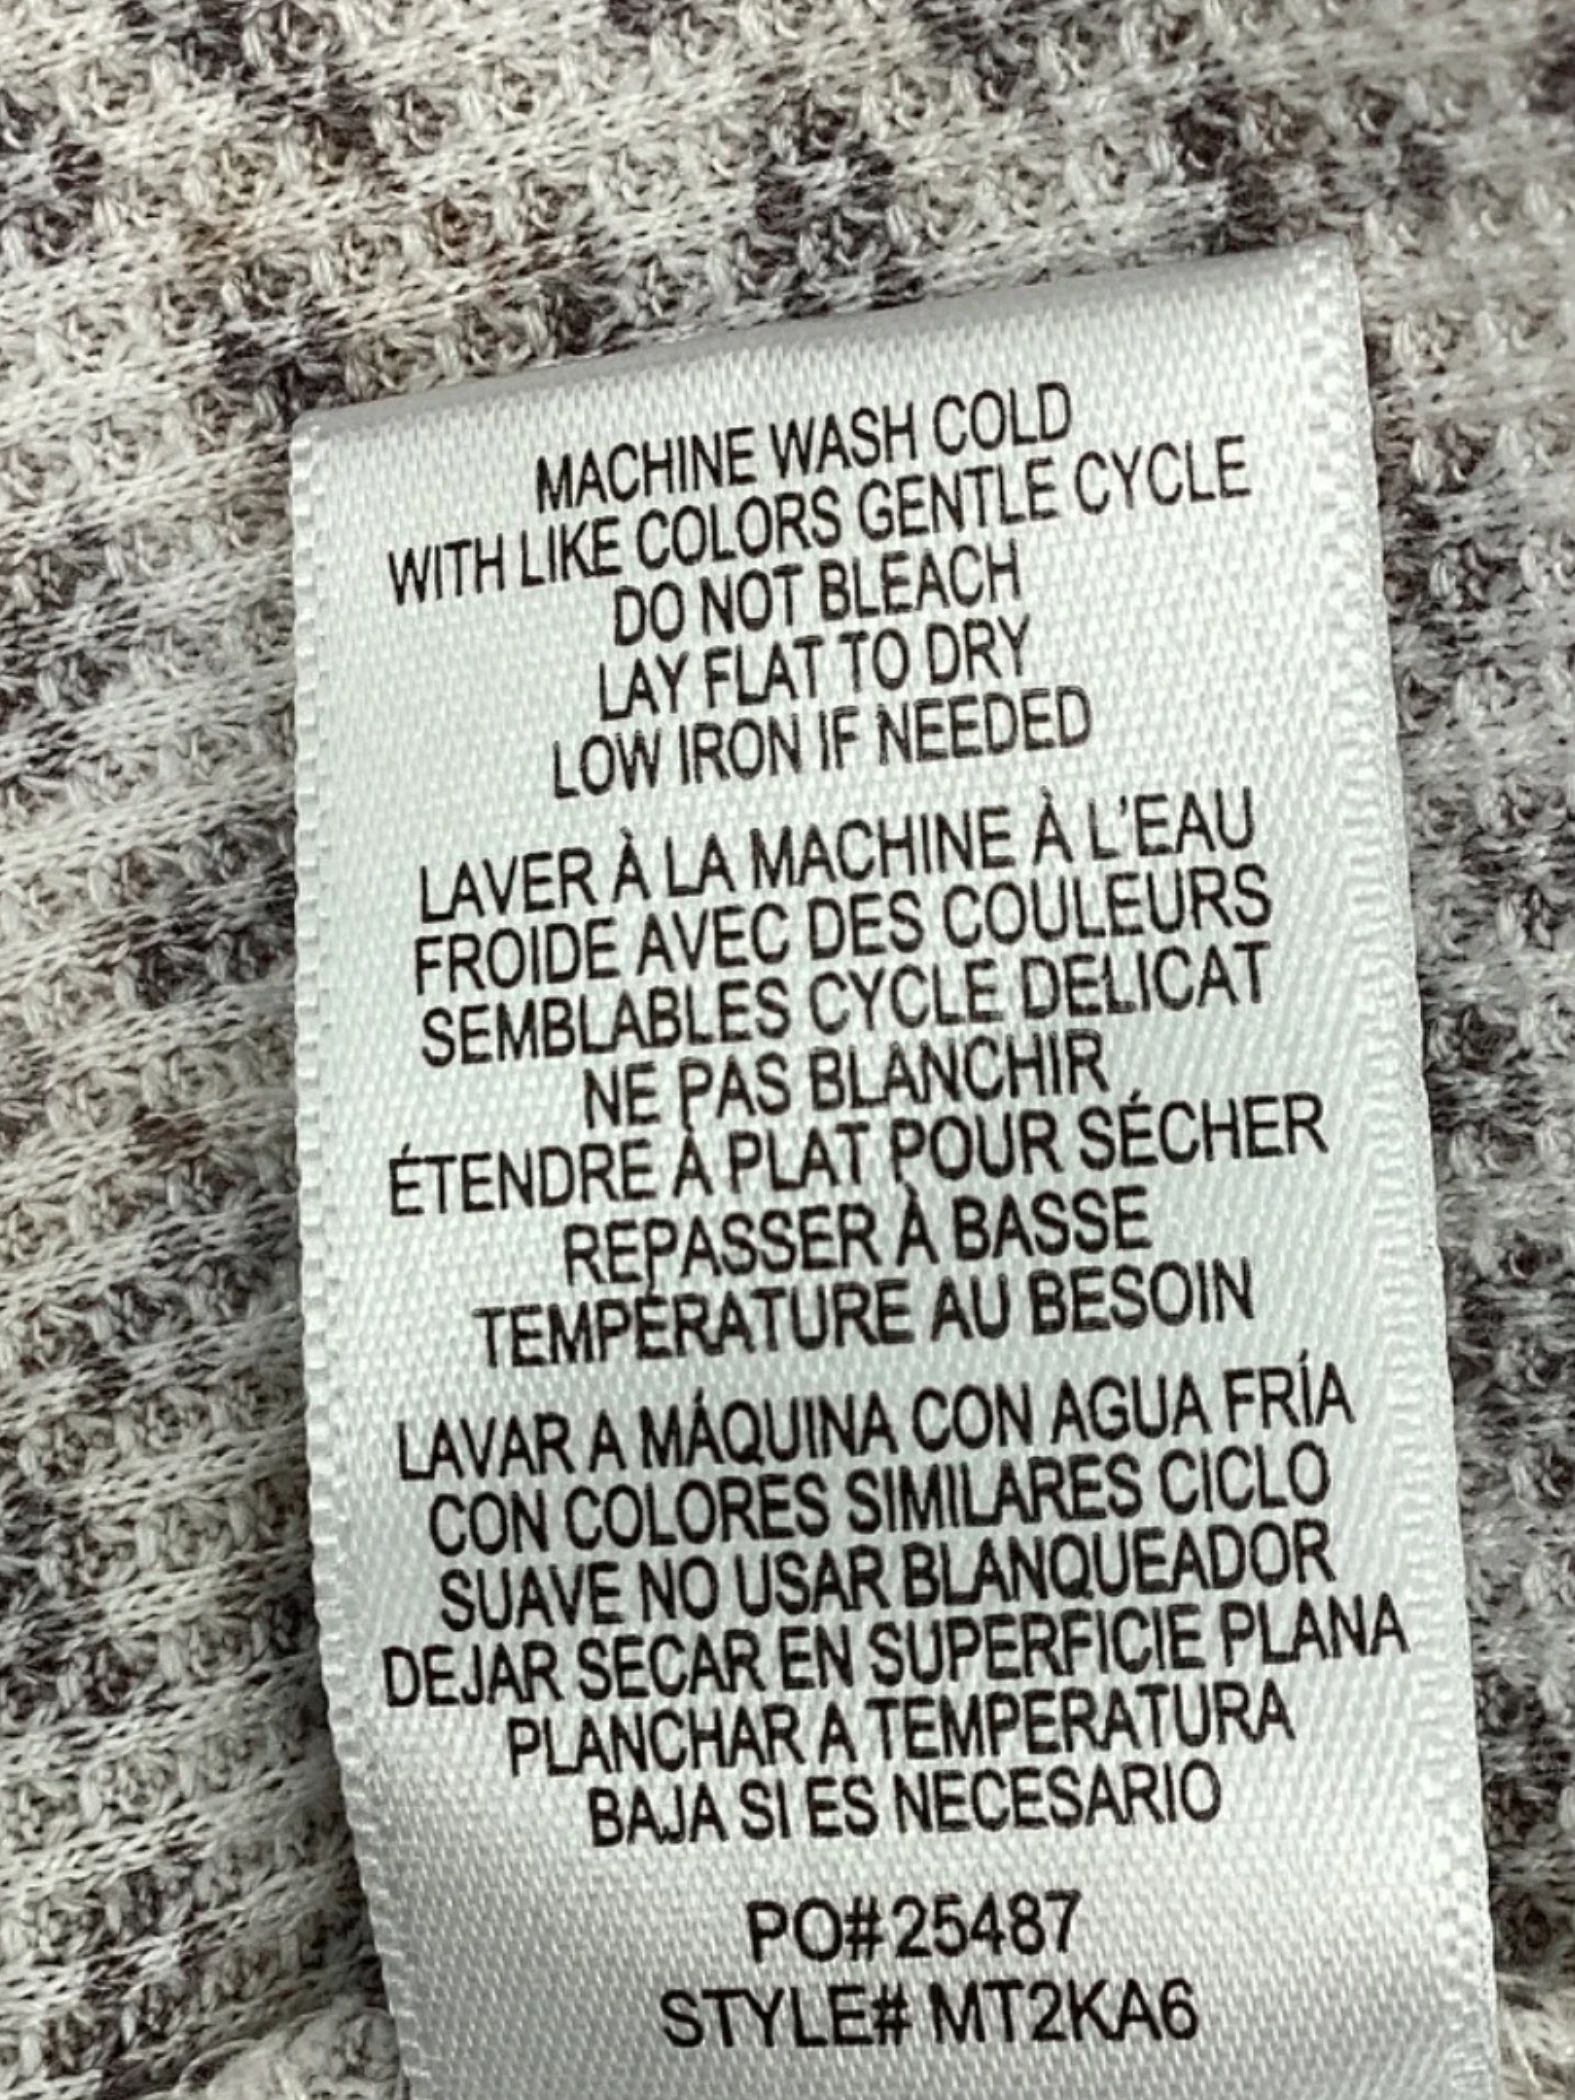 MACHINE WASH COLD
WITH LIKE COLORS GENTLE CYCLE
DO NOT BLEACH
LAY FLAT TO DRY
LOW IRON IF NEEDED
LAVER À LA MACHINE À L'EAU
FROIDE AVEC DES COULEURS
SEMBLABLES CYCLE DELICAT
NE PAS BLANCHIR
ÉTENDRE À PLAT POUR SÉCHER
REPASSER À BASSE
TEMPÉRATURE AU BESOIN
LAVAR A MÁQUINA CON AGUA FRÍA
CON COLORES SIMILARES CICLO
SUAVE NO USAR BLANQUEADOR
DEJAR SECAR EN SUPERFICIE PLANA
PLANCHAR A TEMPERATURA
BAJA SI ES NECESARIO
PO#25487
STYLE# MT2KA6